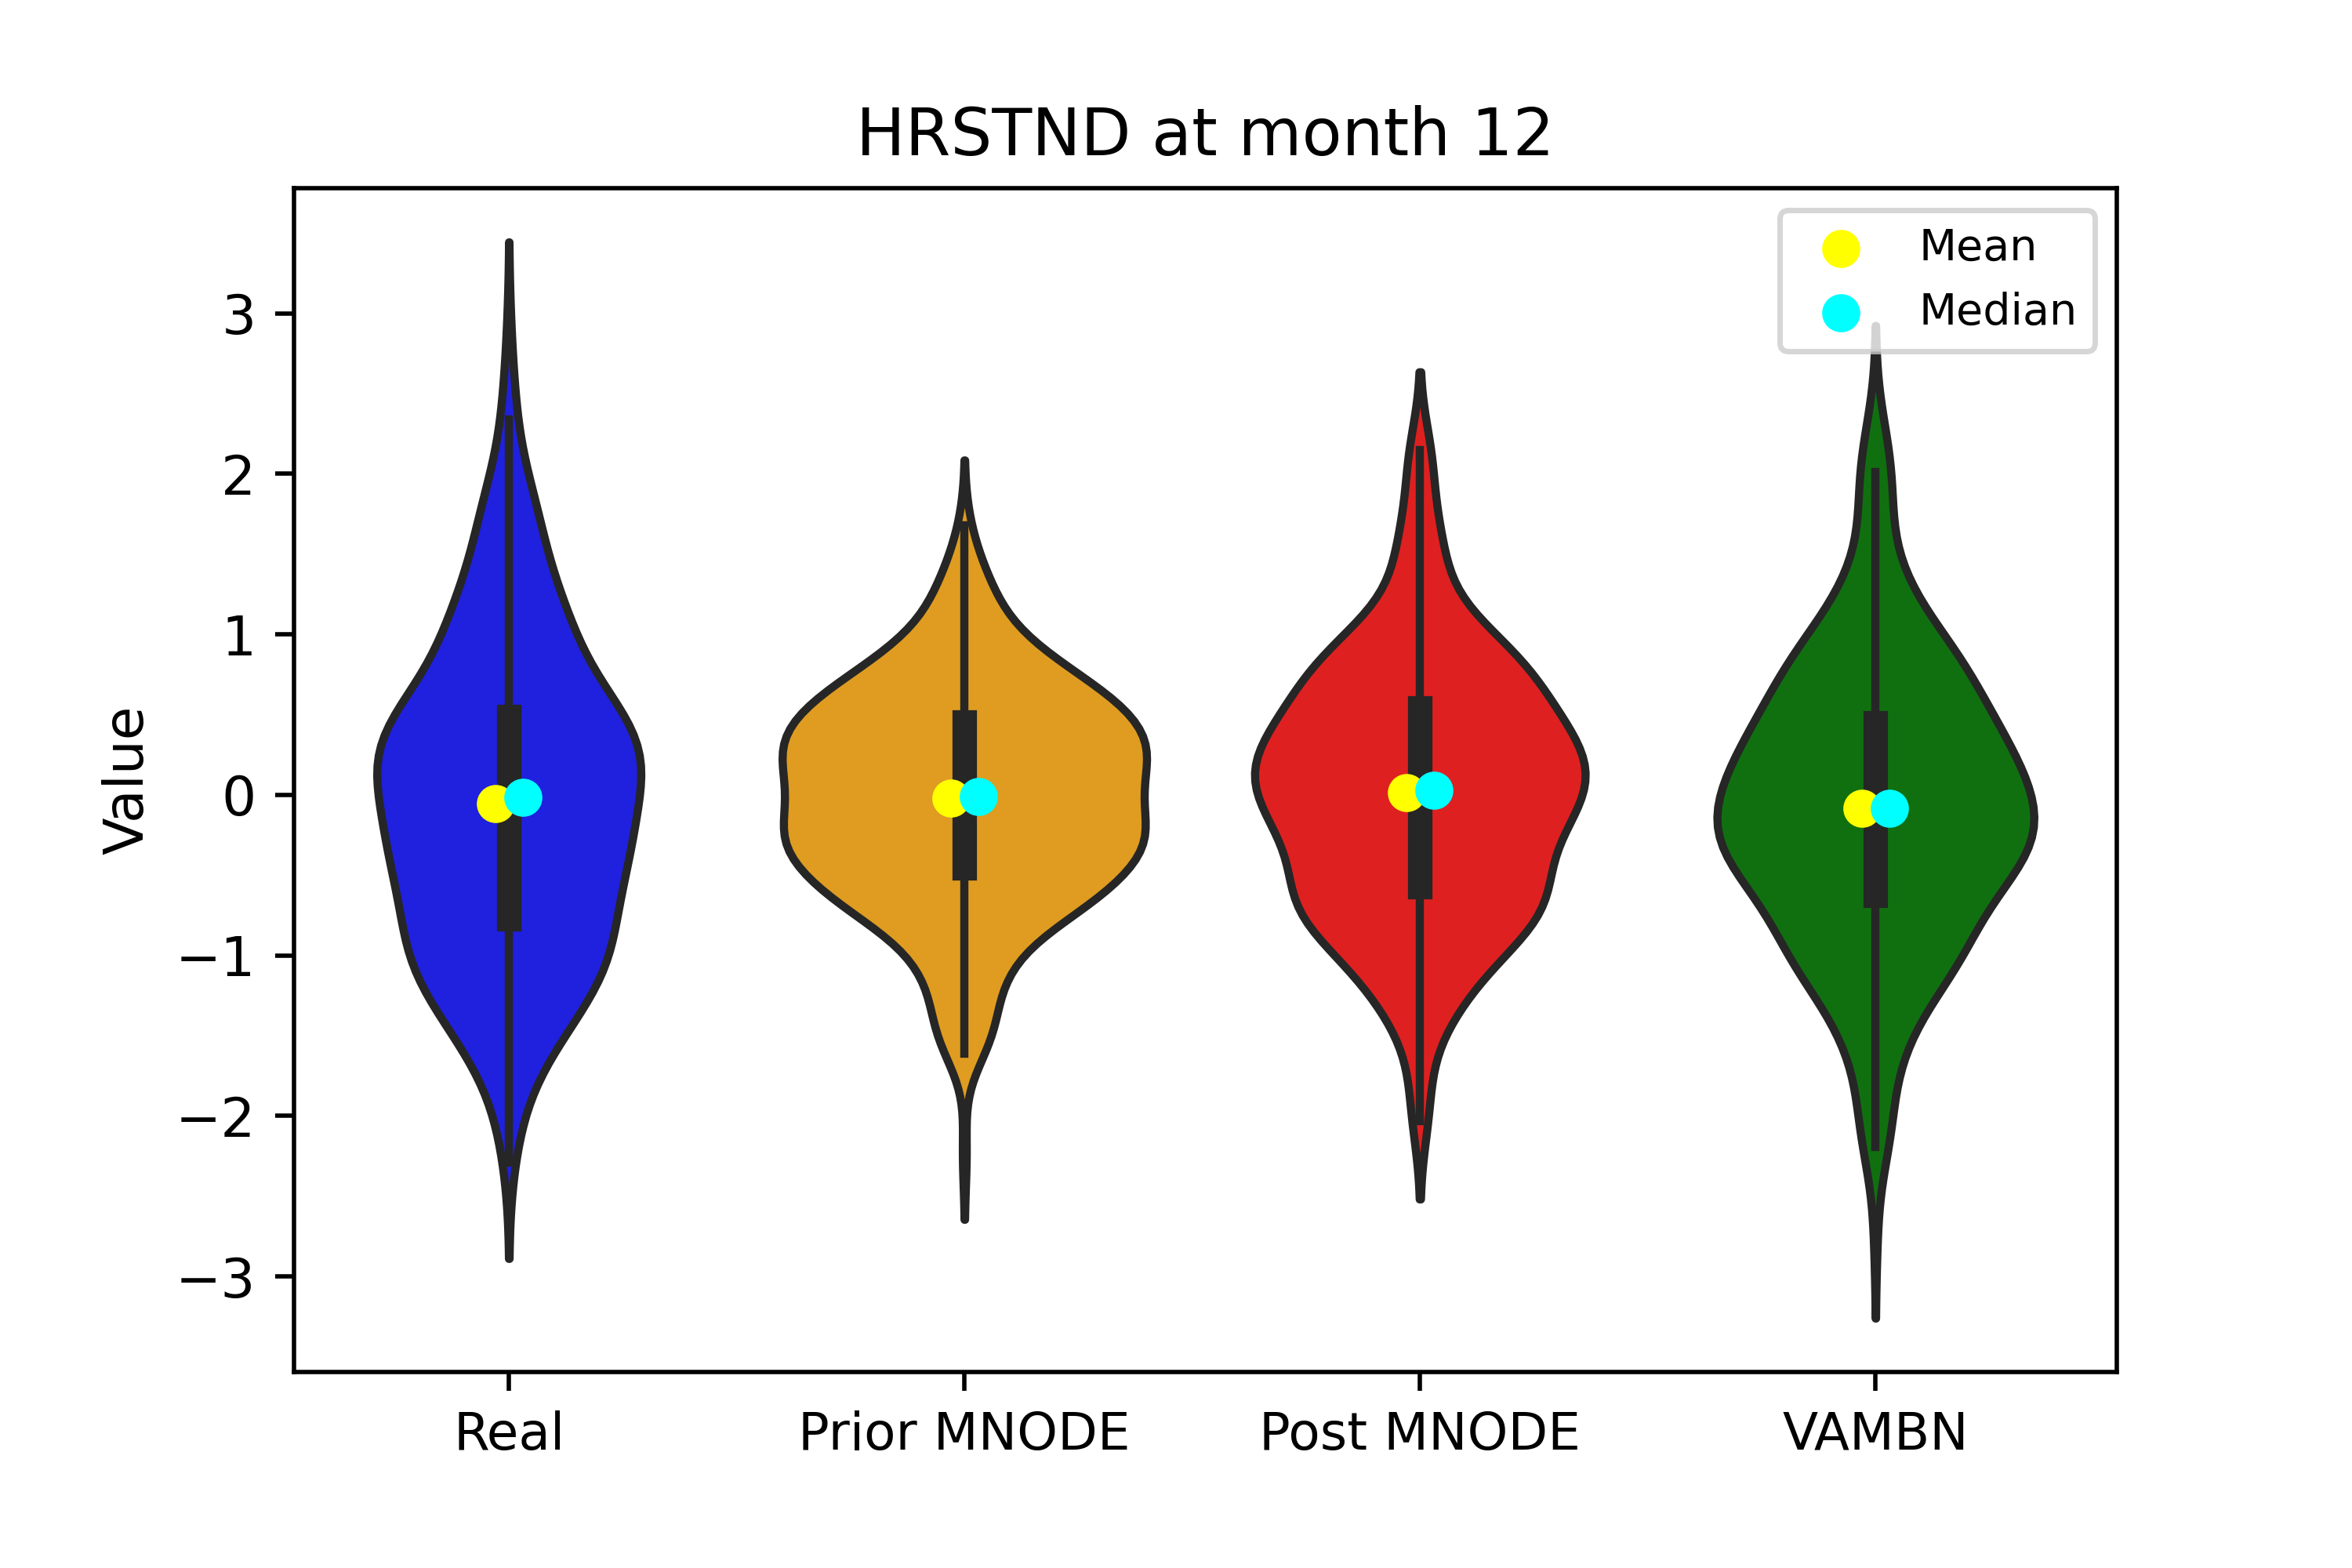 HRSTND at month 12
Mean
Median
Value
3
2
1
0
−1
−2
−3
Real
Prior MNODE
Post MNODE
VAMBN